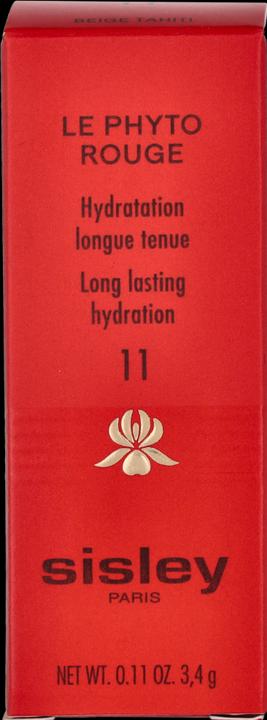 BEIGE TAHITI
LE PHYTO
ROUGE
Hydratation
longue tenue
Long lasting
hydration
11
sisley
PARIS
NET WT. 0.11 OZ. 3,4 g